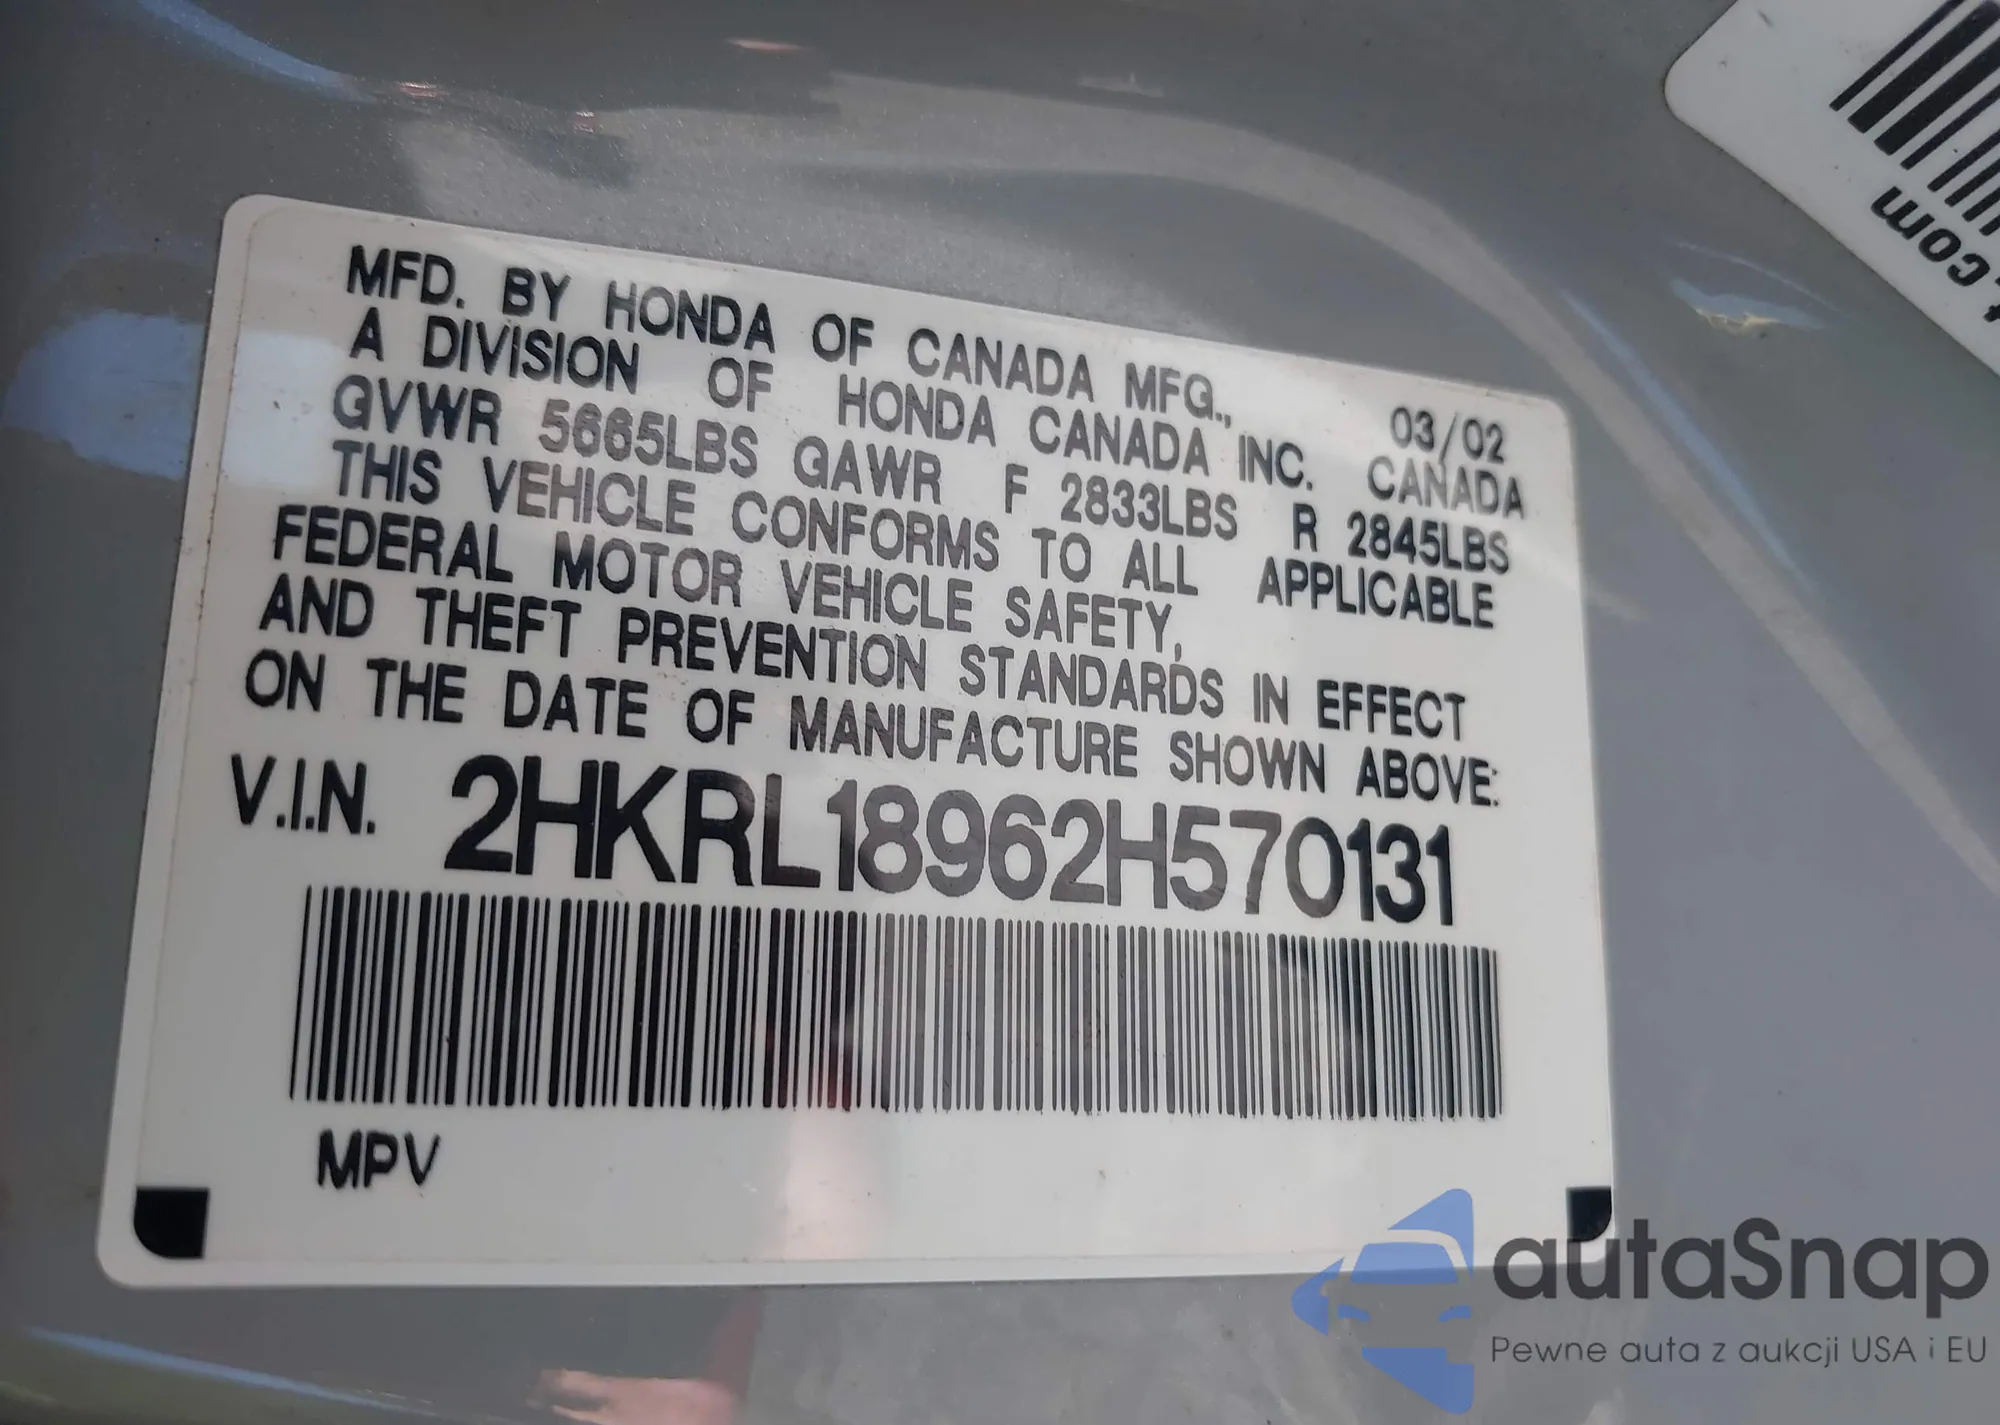 MFD. BY HONDA OF CANADA MFG., 03/02
A DIVISION OF HONDA CANADA INC. CANADA
GVWR 5665LBS GAWR F 2833LBS R 2845LBS
THIS VEHICLE CONFORMS TO ALL APPLICABLE
FEDERAL MOTOR VEHICLE SAFETY,
AND THEFT PREVENTION STANDARDS IN EFFECT
ON THE DATE OF MANUFACTURE SHOWN ABOVE:
V.I.N. 2HKRL18962H570131
MPV
autaSnap
Pewne auta z aukcji USA i EU